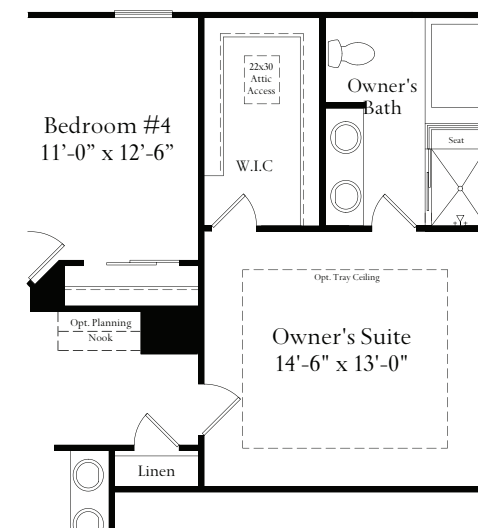 22x30
Attic
Access
Owner's
Bath
Bedroom #4
11’-0” x 12’-6”
Seat
W.I.C
Opt. Tray Ceiling
Opt. Planning
Nook
Owner's Suite
14'-6" x 13'-0"
Linen